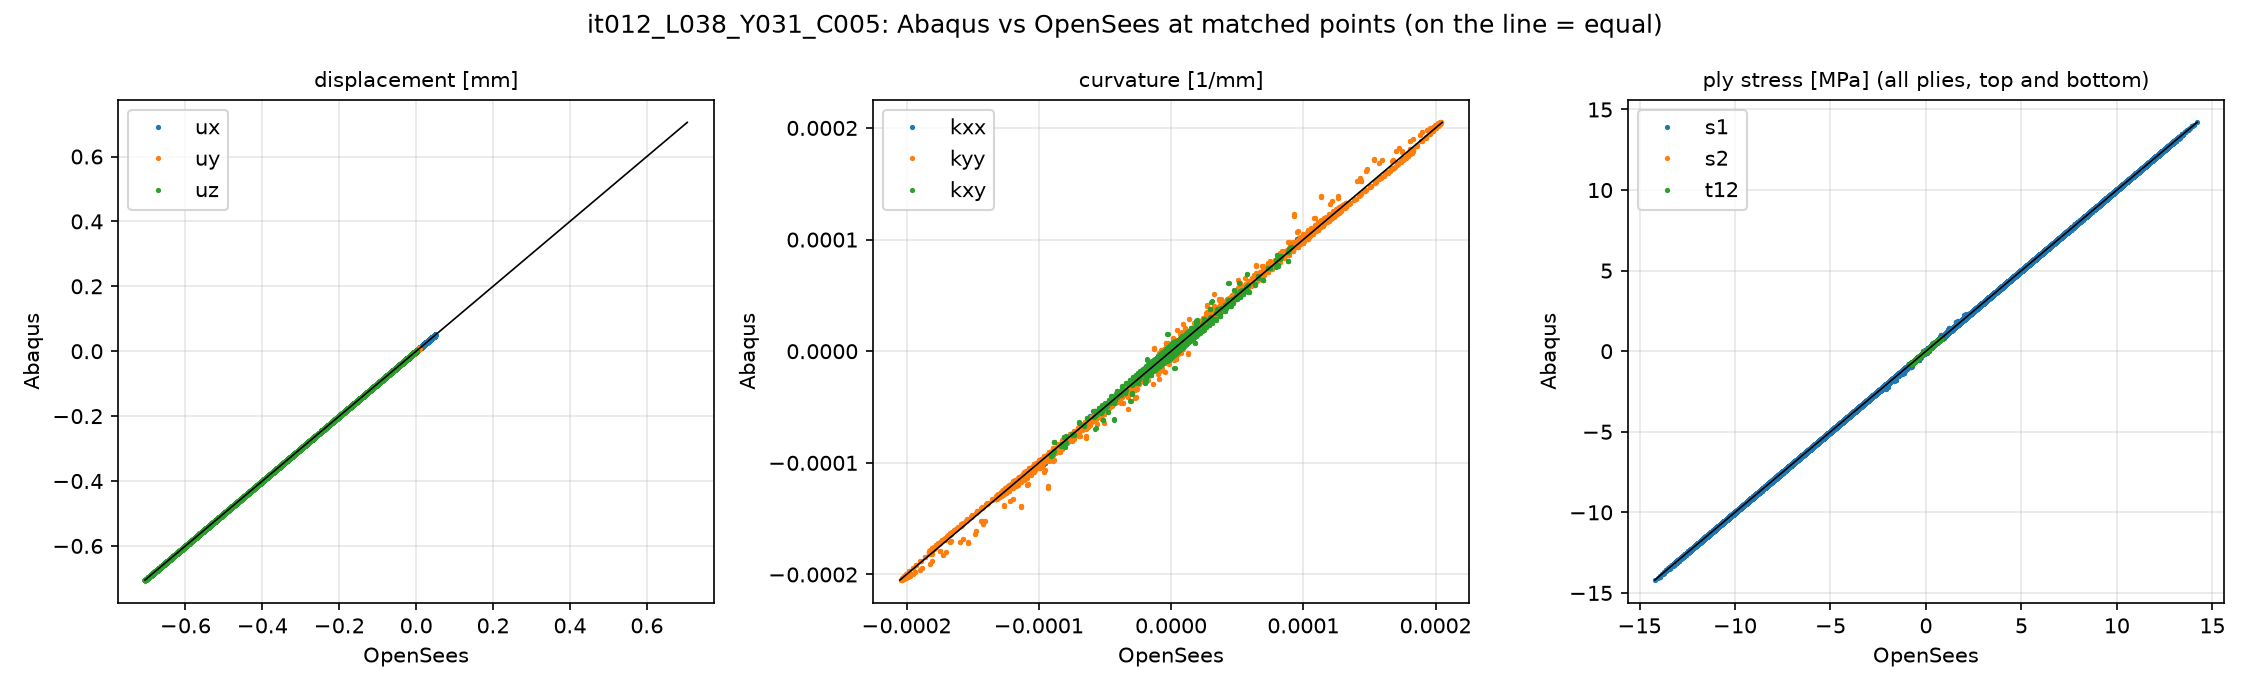 it012_L038_Y031_C005: Abaqus vs OpenSees at matched points (on the line = equal)
displacement [mm]
ux
uy
uz
0.6
0.4
0.2
0.0
−0.2
−0.4
−0.6
−0.6
−0.4
−0.2
0.0
0.2
0.4
0.6
Abaqus
OpenSees
curvature [1/mm]
kxx
kyy
kxy
0.0002
0.0001
0.0000
−0.0001
−0.0002
−0.0002
−0.0001
0.0000
0.0001
0.0002
Abaqus
OpenSees
ply stress [MPa] (all plies, top and bottom)
s1
s2
t12
15
10
5
0
−5
−10
−15
−15
−10
−5
0
5
10
15
Abaqus
OpenSees